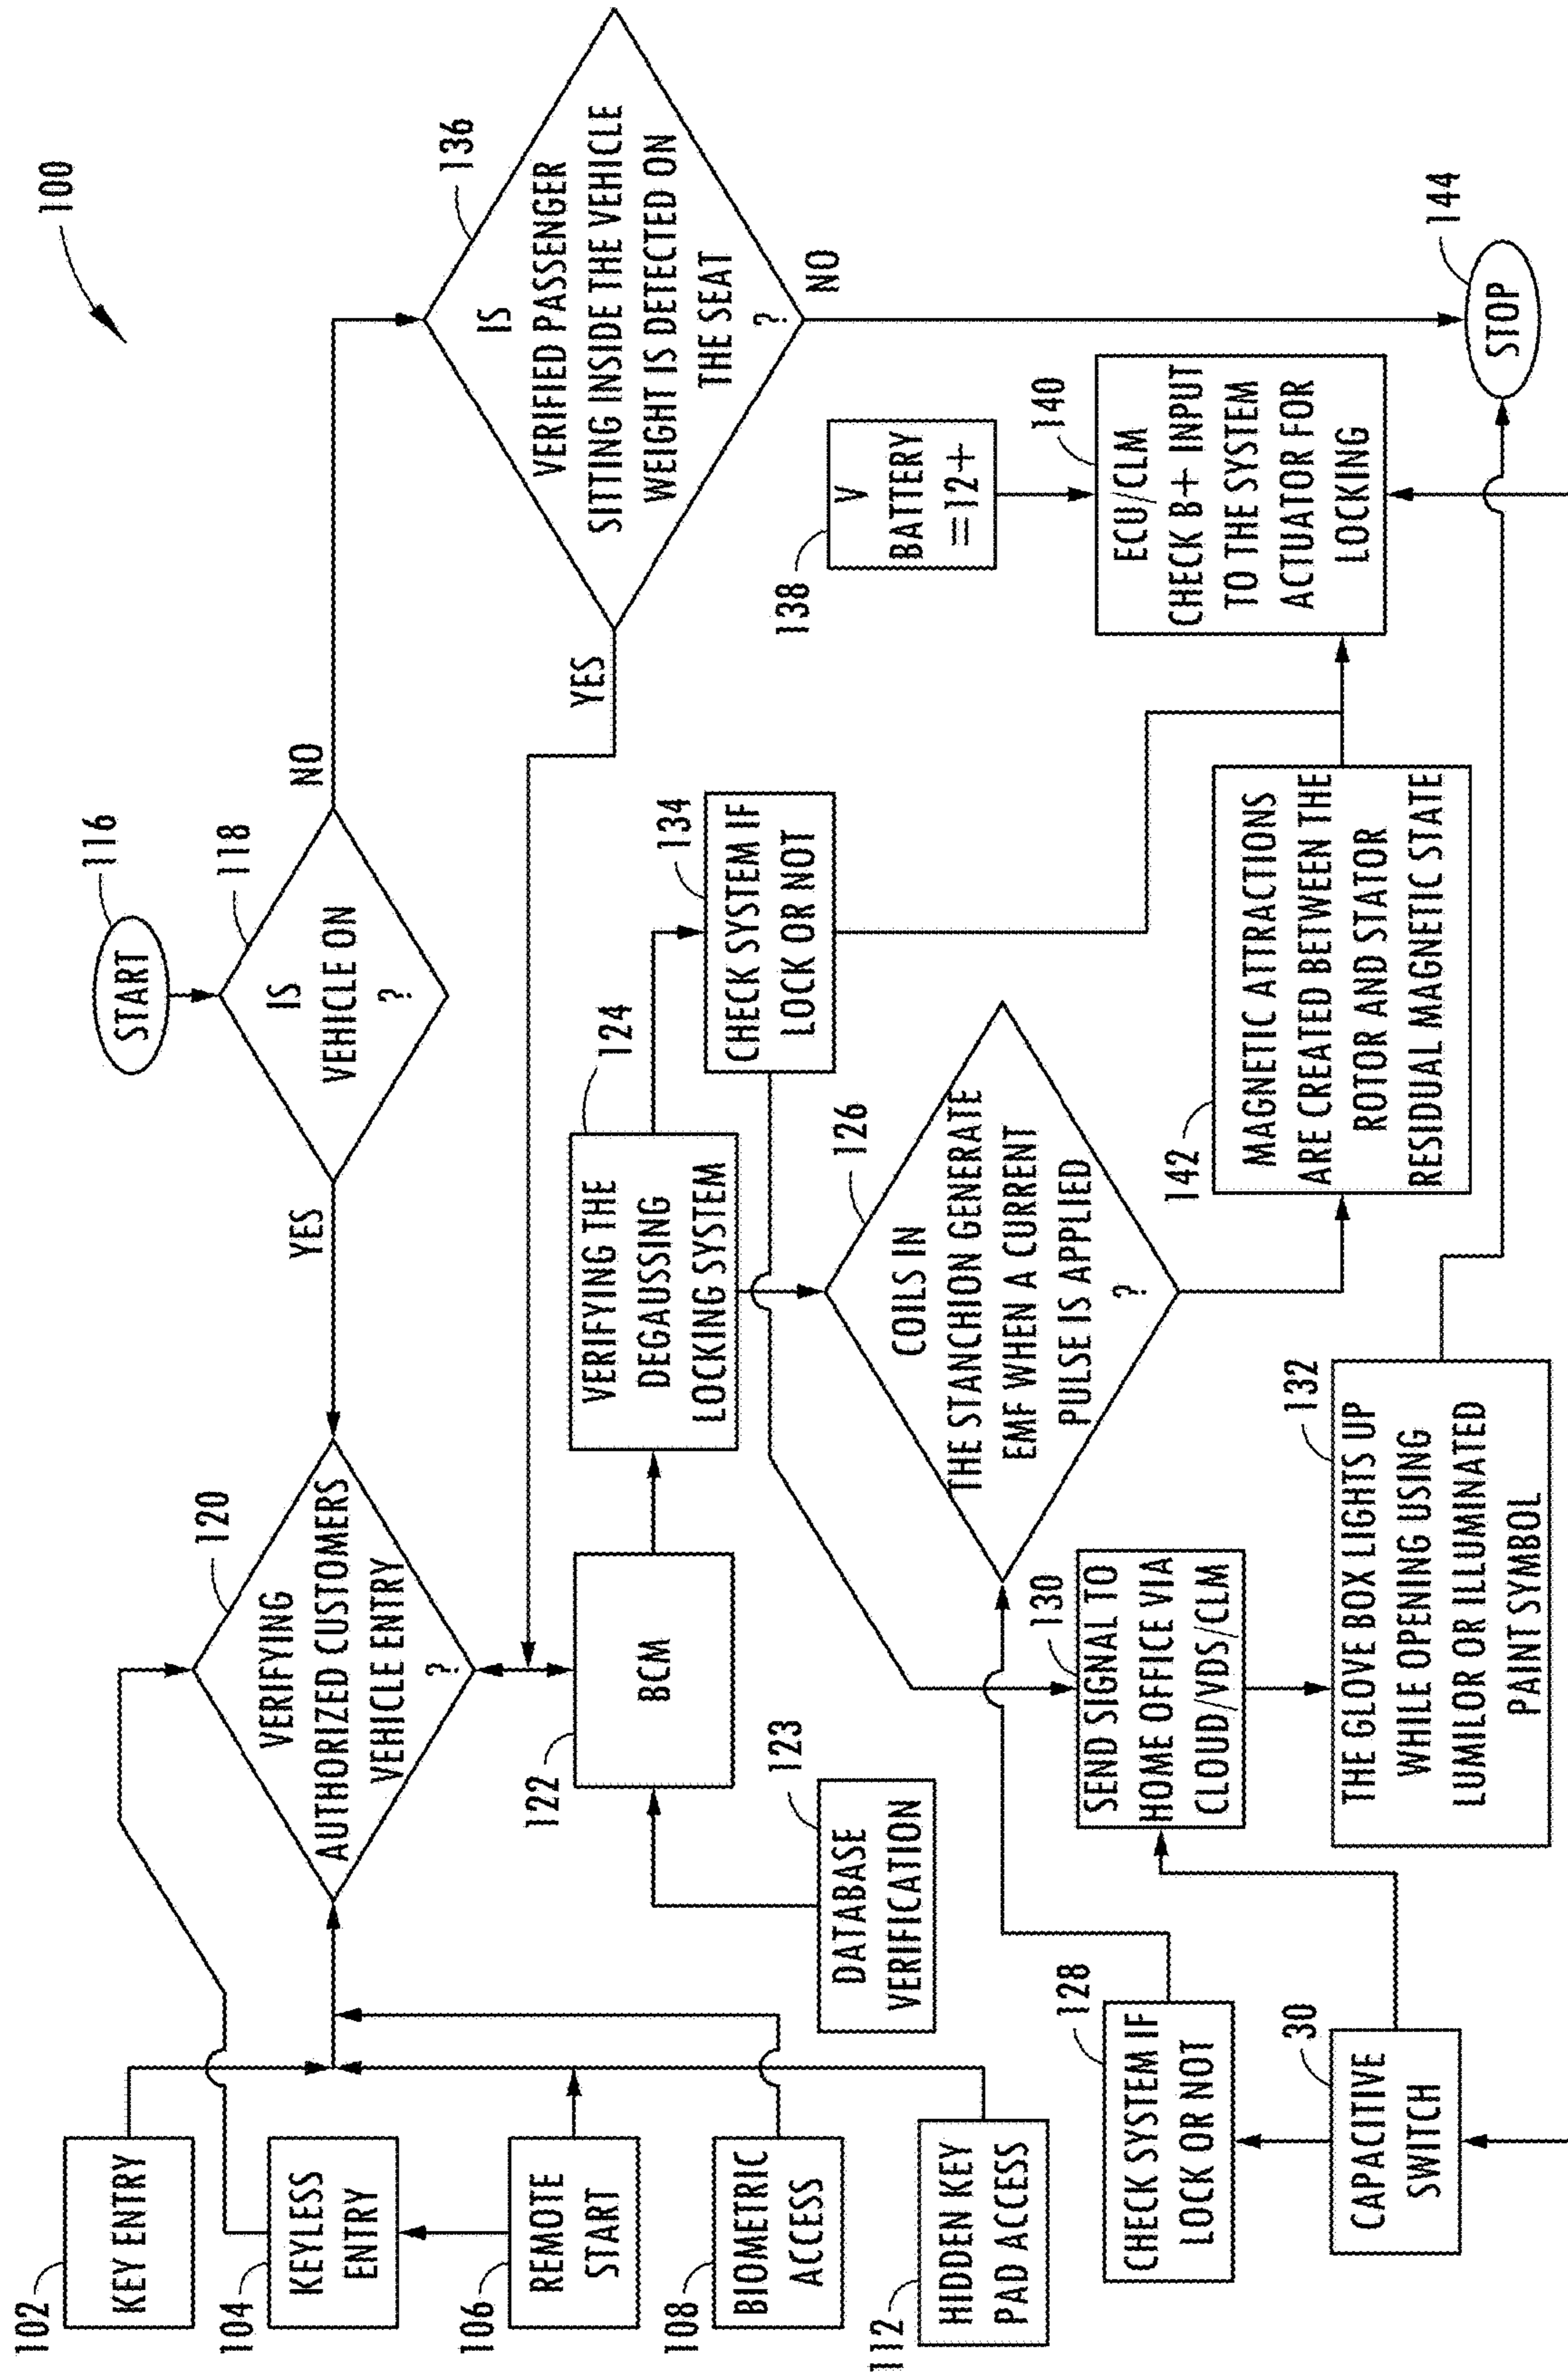 100
116
START
118
IS
VEHICLE ON
?
YES
NO
120
VERIFYING
AUTHORIZED CUSTOMERS
VEHICLE ENTRY
?
136
IS
VERIFIED PASSENGER
SITTING INSIDE THE VEHICLE
WEIGHT IS DETECTED ON
THE SEAT
?
YES
NO
102
KEY ENTRY
104
KEYLESS
ENTRY
106
REMOTE
START
108
BIOMETRIC
ACCESS
112
HIDDEN KEY
PAD ACCESS
122
BCM
123
DATABASE
VERIFICATION
124
VERIFYING THE
DEGAUSSING
LOCKING SYSTEM
134
CHECK SYSTEM IF
LOCK OR NOT
126
COILS IN
THE STANCHION GENERATE
EMF WHEN A CURRENT
PULSE IS APPLIED
?
138
V
BATTERY
=12+
140
ECU/CLM
CHECK B+ INPUT
TO THE SYSTEM
ACTUATOR FOR
LOCKING
128
CHECK SYSTEM IF
LOCK OR NOT
30
CAPACITIVE
SWITCH
130
SEND SIGNAL TO
HOME OFFICE VIA
CLOUD/VDS/CLM
132
THE GLOVE BOX LIGHTS UP
WHILE OPENING USING
LUMILOR OR ILLUMINATED
PAINT SYMBOL
142
MAGNETIC ATTRACTIONS
ARE CREATED BETWEEN THE
ROTOR AND STATOR
RESIDUAL MAGNETIC STATE
144
STOP